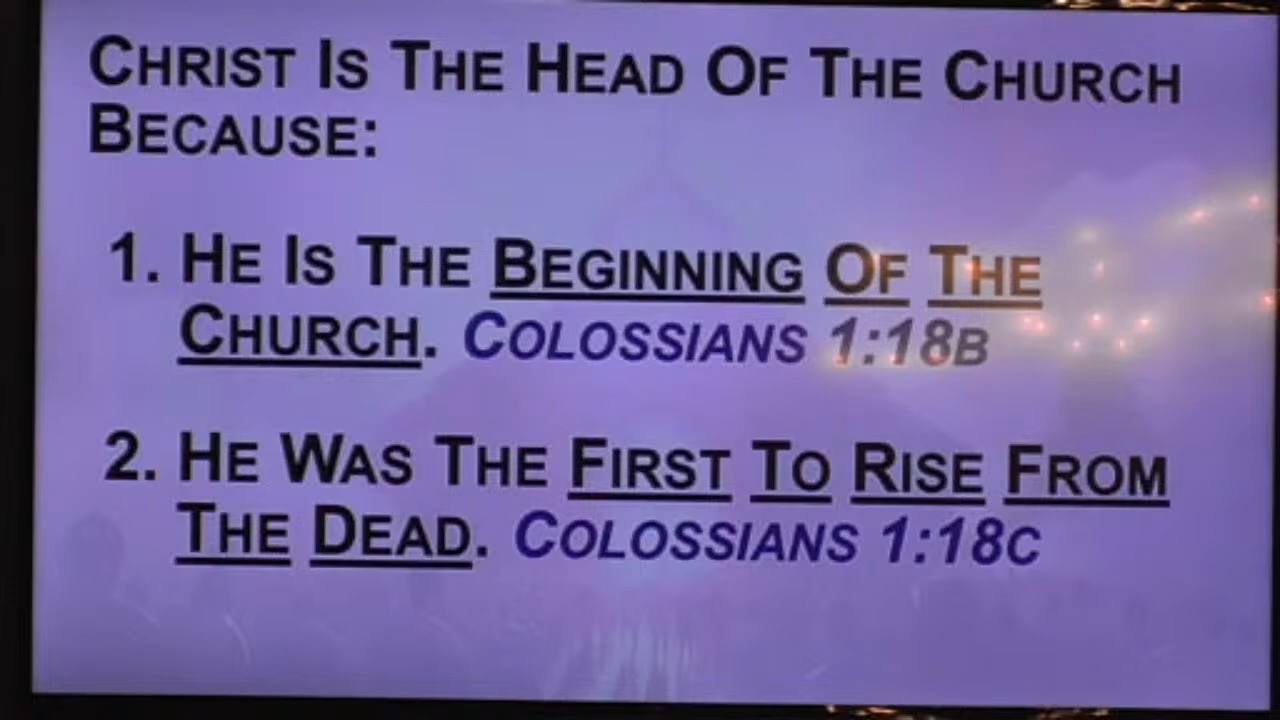 CHRIST IS THE HEAD OF THE CHURCH
BECAUSE:
1. HE IS THE BEGINNING OF THE
CHURCH. COLOSSIANS 1:18B
2. HE WAS THE FIRST TO RISE FROM
THE DEAD. COLOSSIANS 1:18C